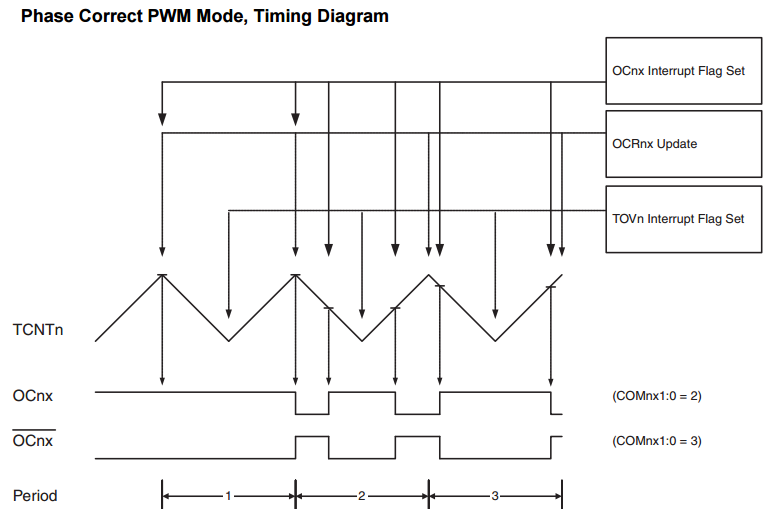 Phase Correct PWM Mode, Timing Diagram
OCnx Interrupt Flag Set
OCRnx Update
TOVn Interrupt Flag Set
TCNTn
OCnx
(COMnx1:0 = 2)
OCnx
(COMnx1:0 = 3)
Period
1
2
3